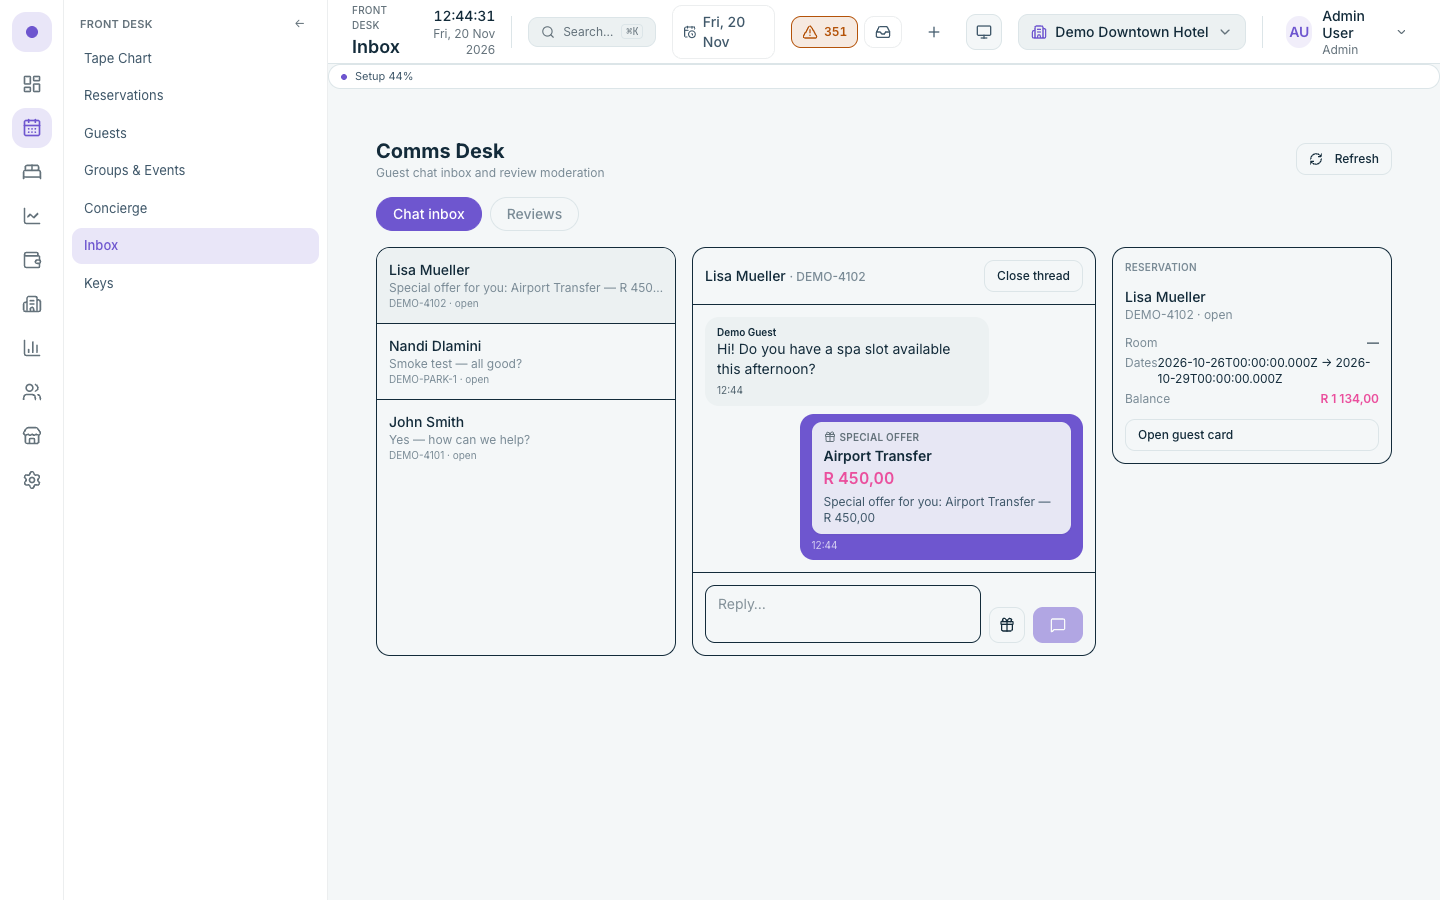 FRONT DESK
Tape Chart
Reservations
Guests
Groups & Events
Concierge
Inbox
Keys
FRONT
DESK
Inbox
12:44:31
Fri, 20 Nov
2026
Search... ⌘K
Fri, 20
Nov
351
Demo Downtown Hotel
AU
Admin
User
Admin
Setup 44%
Comms Desk
Guest chat inbox and review moderation
Refresh
Chat inbox
Reviews
Lisa Mueller
Special offer for you: Airport Transfer — R 450...
DEMO-4102 · open
Nandi Dlamini
Smoke test — all good?
DEMO-PARK-1 · open
John Smith
Yes — how can we help?
DEMO-4101 · open
Lisa Mueller · DEMO-4102
Close thread
Demo Guest
Hi! Do you have a spa slot available
this afternoon?
12:44
SPECIAL OFFER
Airport Transfer
R 450,00
Special offer for you: Airport Transfer —
R 450,00
12:44
Reply...
RESERVATION
Lisa Mueller
DEMO-4102 · open
Room —
Dates 2026-10-26T00:00:00.000Z → 2026-
10-29T00:00:00.000Z
Balance R 1 134,00
Open guest card